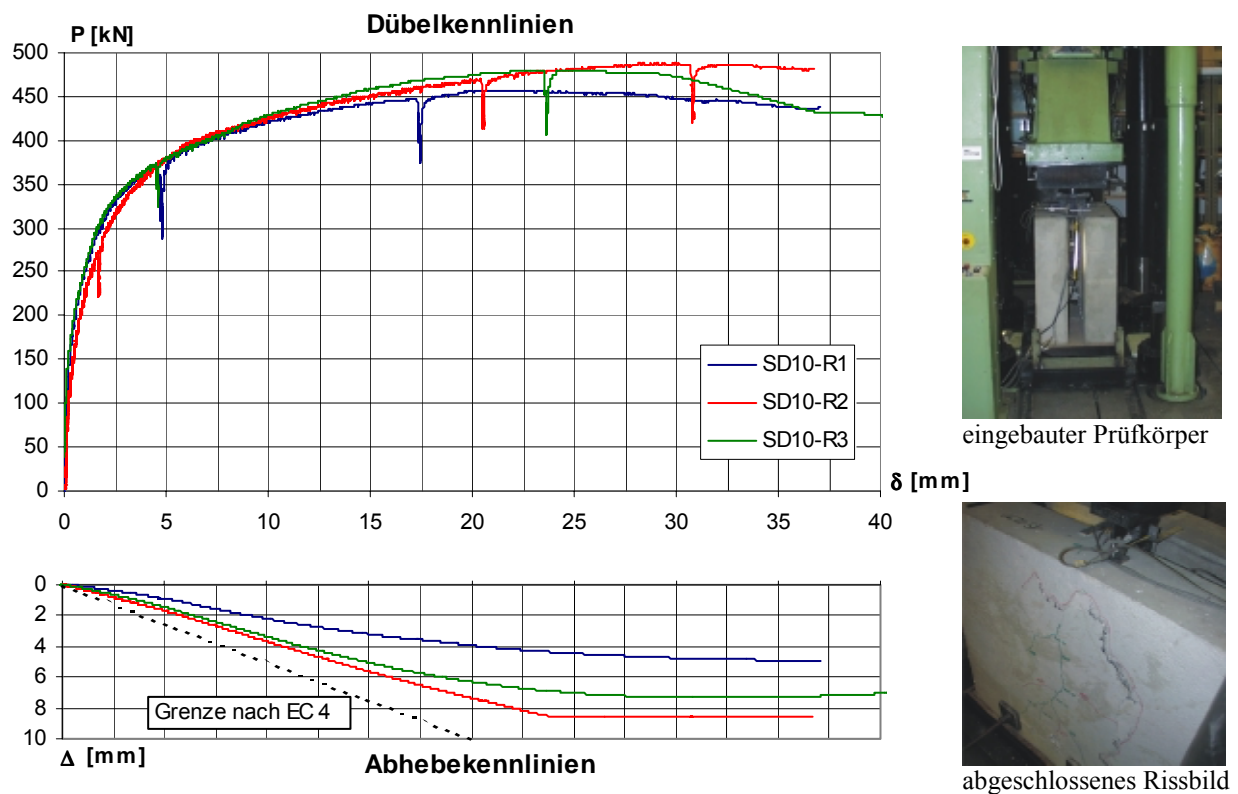 Dübelkennlinien
P [kN]
500
450
400
350
300
250
200
150
100
50
0
SD10-R1
SD10-R2
SD10-R3
δ [mm]
0 5 10 15 20 25 30 35 40
eingebauter Prüfkörper
0
2
4
6
8
10
Grenze nach EC 4
Δ [mm]
Abhebekennlinien
abgeschlossenes Rissbild